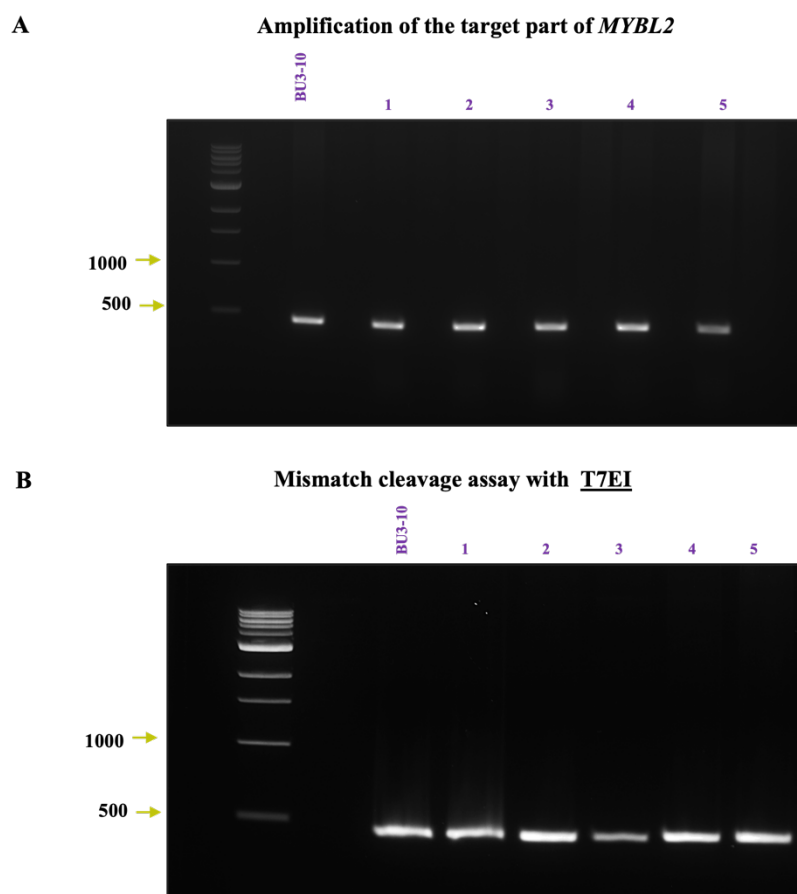 A
Amplification of the target part of MYBL2
BU3-10 1 2 3 4 5
1000
500
B
Mismatch cleavage assay with T7EI
BU3-10 1 2 3 4 5
1000
500